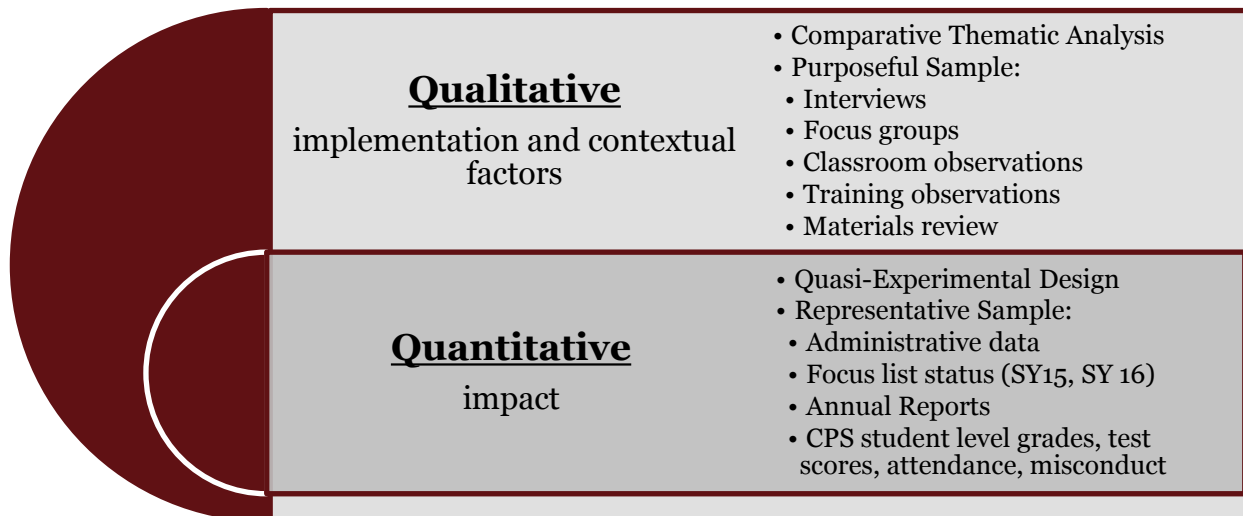 Qualitative
implementation and contextual
factors
• Comparative Thematic Analysis
• Purposeful Sample:
• Interviews
• Focus groups
• Classroom observations
• Training observations
• Materials review
Quantitative
impact
• Quasi-Experimental Design
• Representative Sample:
• Administrative data
• Focus list status (SY15, SY 16)
• Annual Reports
• CPS student level grades, test
scores, attendance, misconduct